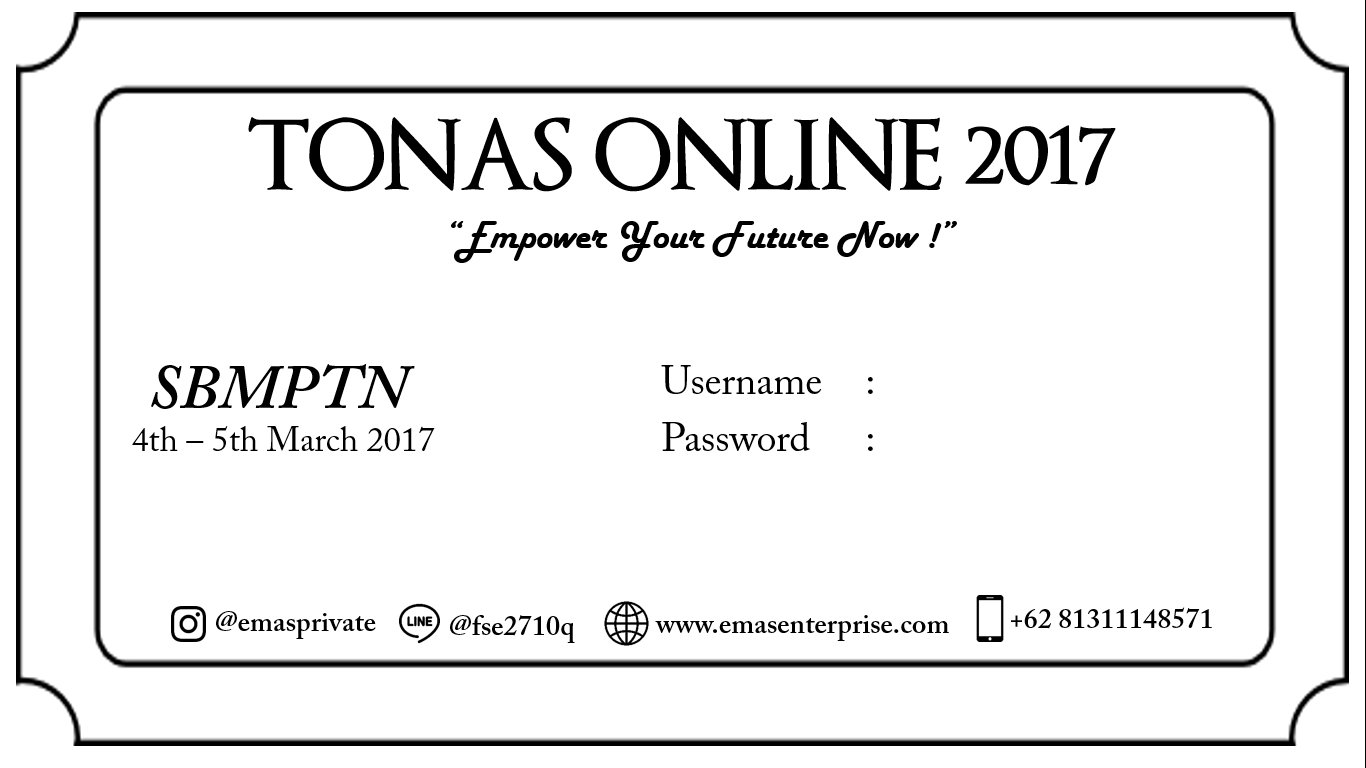 TONAS ONLINE 2017
“Empower Your Future Now !”
SBMPTN
4th – 5th March 2017
Username :
Password :
@emasprivate LINE @fse2710q www.emasenterprise.com +62 81311148571